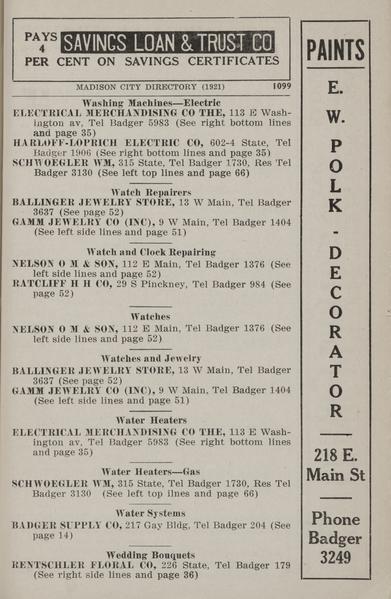 PAYS 4 SAVINGS LOAN & TRUST CO
PER CENT ON SAVINGS CERTIFICATES
MADISON CITY DIRECTORY (1921) 1099
Washing Machines—Electric
ELECTRICAL MERCHANDISING CO THE, 113 E Wash-
ington av, Tel Badger 5983 (See right bottom lines
and page 35)
HARLOFF-LOPRICH ELECTRIC CO, 602-4 State, Tel
Badger 1906 (See right bottom lines and page 35)
SCHWOEGLER WM, 315 State, Tel Badger 1730, Res Tel
Badger 3130 (See left top lines and page 66)
Watch Repairers
BALLINGER JEWELRY STORE, 13 W Main, Tel Badger
3637 (See page 52)
GAMM JEWELRY CO (INC), 9 W Main, Tel Badger 1404
(See left side lines and page 51)
Watch and Clock Repairing
NELSON O M & SON, 112 E Main, Tel Badger 1376 (See
left side lines and page 52)
RATCLIFF H H CO, 29 S Pinckney, Tel Badger 984 (See
page 52)
Watches
NELSON O M & SON, 112 E Main, Tel Badger 1376 (See
left side lines and page 52)
Watches and Jewelry
BALLINGER JEWELRY STORE, 13 W Main, Tel Badger
3637 (See page 52)
GAMM JEWELRY CO (INC), 9 W Main, Tel Badger 1404
(See left side lines and page 51)
Water Heaters
ELECTRICAL MERCHANDISING CO THE, 113 E Wash-
ington av, Tel Badger 5983 (See right bottom lines
and page 35)
Water Heaters—Gas
SCHWOEGLER WM, 315 State, Tel Badger 1730, Res Tel
Badger 3130 (See left top lines and page 66)
Water Systems
BADGER SUPPLY CO, 217 Gay Bldg, Tel Badger 204 (See
page 14)
Wedding Bouquets
RENTSCHLER FLORAL CO, 226 State, Tel Badger 179
(See right side lines and page 36)
PAINTS
E. W. POLK - DECORATOR
218 E.
Main St
Phone
Badger
3249